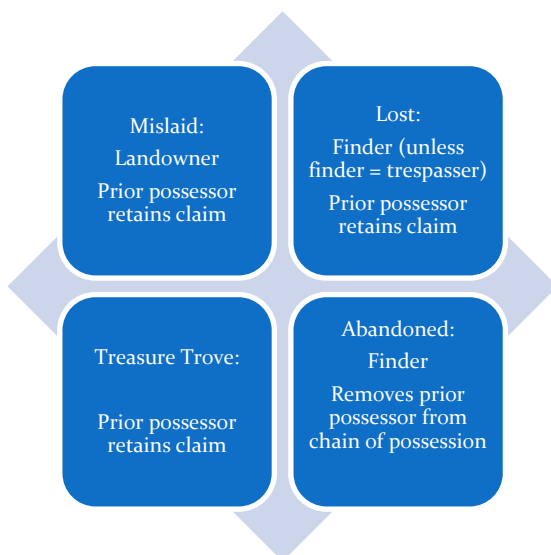 Mislaid:
Landowner
Prior possessor
retains claim
Lost:
Finder (unless
finder = trespasser)
Prior possessor
retains claim
Treasure Trove:
Prior possessor
retains claim
Abandoned:
Finder
Removes prior
possessor from
chain of possession